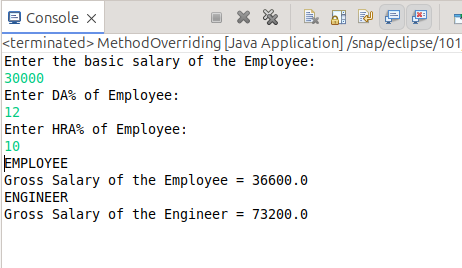 Console ×
<terminated> MethodOverriding [Java Application] /snap/eclipse/101
Enter the basic salary of the Employee:
30000
Enter DA% of Employee:
12
Enter HRA% of Employee:
10
EMPLOYEE
Gross Salary of the Employee = 36600.0
ENGINEER
Gross Salary of the Engineer = 73200.0